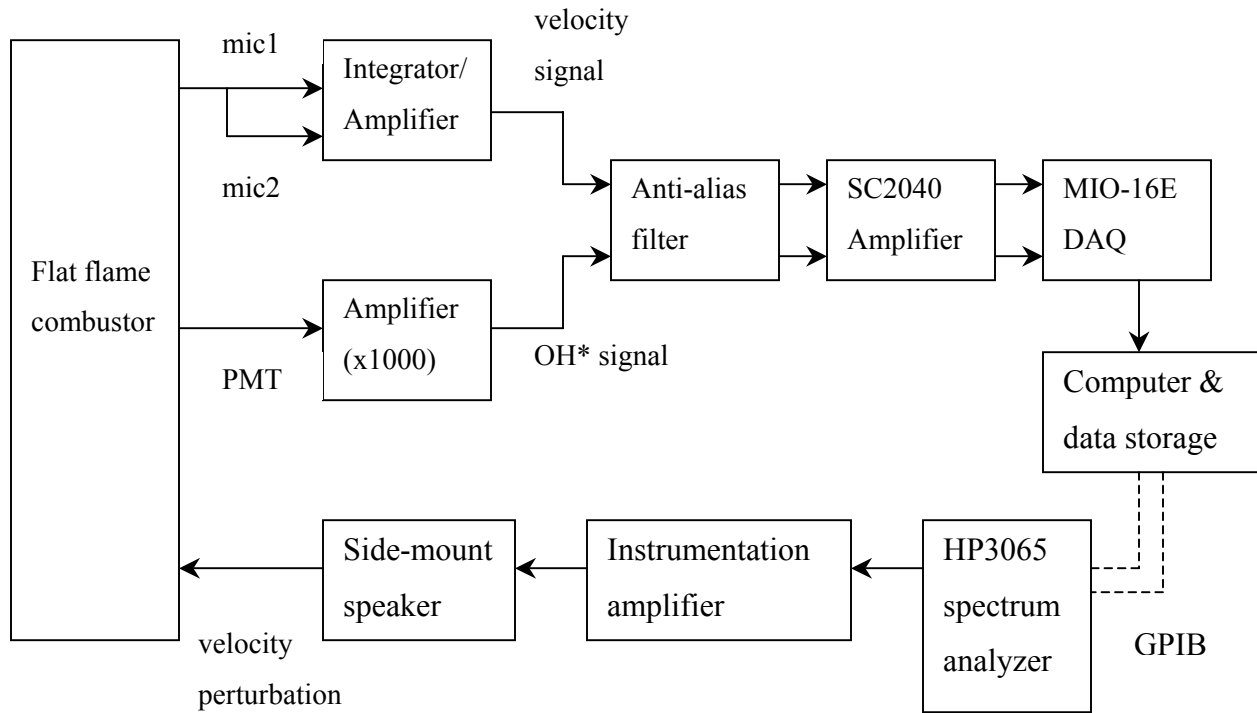 mic1
Integrator/
Amplifier
velocity
signal
mic2
Anti-alias
filter
SC2040
Amplifier
MIO-16E
DAQ
Flat flame
combustor
Amplifier
(x1000)
PMT
OH* signal
Computer &
data storage
Side-mount
speaker
Instrumentation
amplifier
HP3065
spectrum
analyzer
GPIB
velocity
perturbation